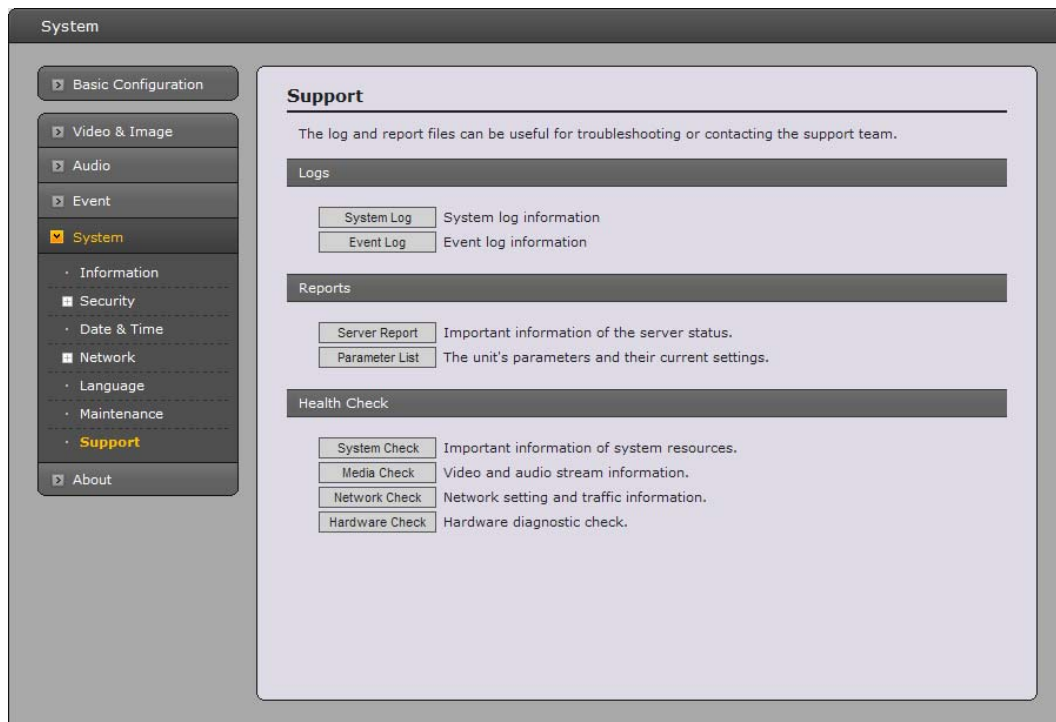 System
Basic Configuration
Video & Image
Audio
Event
System
· Information
Security
· Date & Time
Network
· Language
· Maintenance
· Support
About
Support
The log and report files can be useful for troubleshooting or contacting the support team.
Logs
System Log System log information
Event Log Event log information
Reports
Server Report Important information of the server status.
Parameter List The unit's parameters and their current settings.
Health Check
System Check Important information of system resources.
Media Check Video and audio stream information.
Network Check Network setting and traffic information.
Hardware Check Hardware diagnostic check.